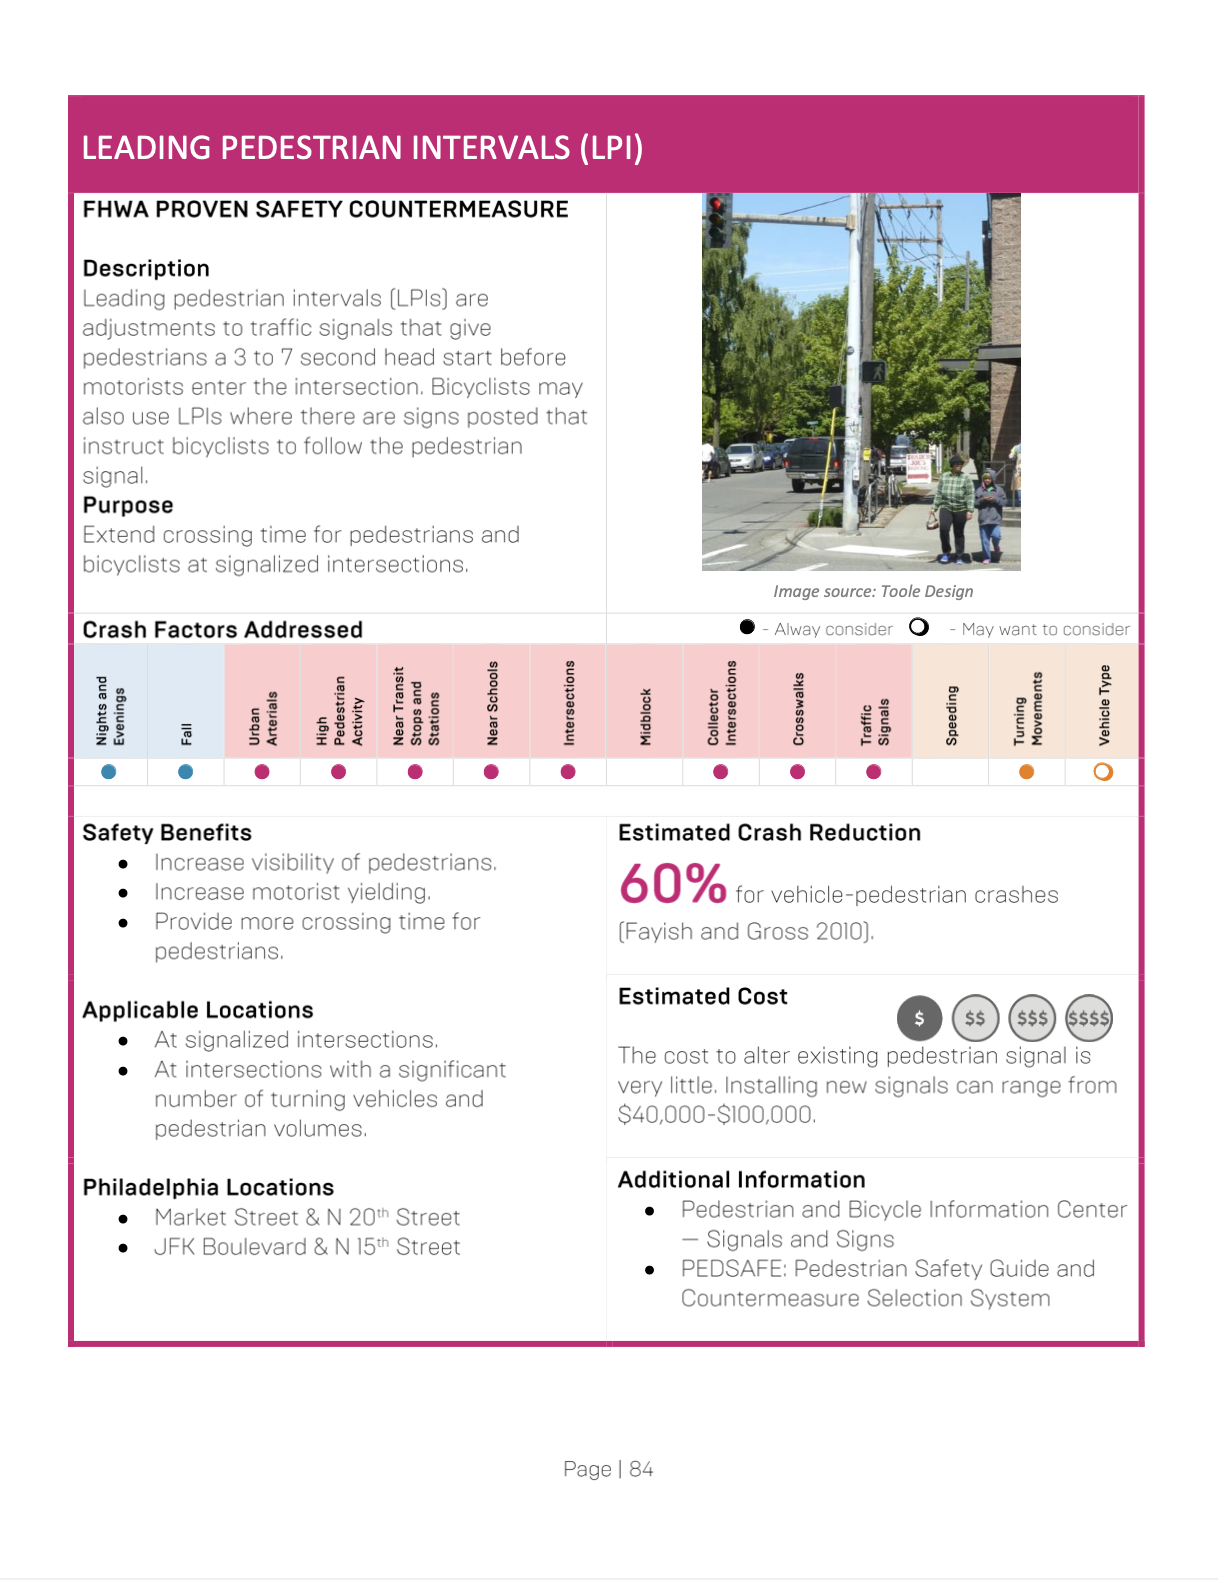 LEADING PEDESTRIAN INTERVALS (LPI)
FHWA PROVEN SAFETY COUNTERMEASURE
Description
Leading pedestrian intervals (LPIs) are
adjustments to traffic signals that give
pedestrians a 3 to 7 second head start before
motorists enter the intersection. Bicyclists may
also use LPIs where there are signs posted that
instruct bicyclists to follow the pedestrian
signal.
Purpose
Extend crossing time for pedestrians and
bicyclists at signalized intersections.
Image source: Toole Design
Crash Factors Addressed
- Alway consider
- May want to consider
Nights and
Evenings
Fall
Urban
Arterials
High
Pedestrian
Activity
Near Transit
Stops and
Stations
Near Schools
Intersections
Midblock
Collector
Intersections
Crosswalks
Traffic
Signals
Speeding
Turning
Movements
Vehicle Type
Safety Benefits
● Increase visibility of pedestrians.
● Increase motorist yielding.
● Provide more crossing time for
pedestrians.
Applicable Locations
● At signalized intersections.
● At intersections with a significant
number of turning vehicles and
pedestrian volumes.
Philadelphia Locations
● Market Street & N 20th Street
● JFK Boulevard & N 15th Street
Estimated Crash Reduction
60% for vehicle-pedestrian crashes
(Fayish and Gross 2010).
Estimated Cost
$ $$ $$$ $$$$
The cost to alter existing pedestrian signal is
very little. Installing new signals can range from
$40,000-$100,000.
Additional Information
● Pedestrian and Bicycle Information Center
— Signals and Signs
● PEDSAFE: Pedestrian Safety Guide and
Countermeasure Selection System
Page | 84